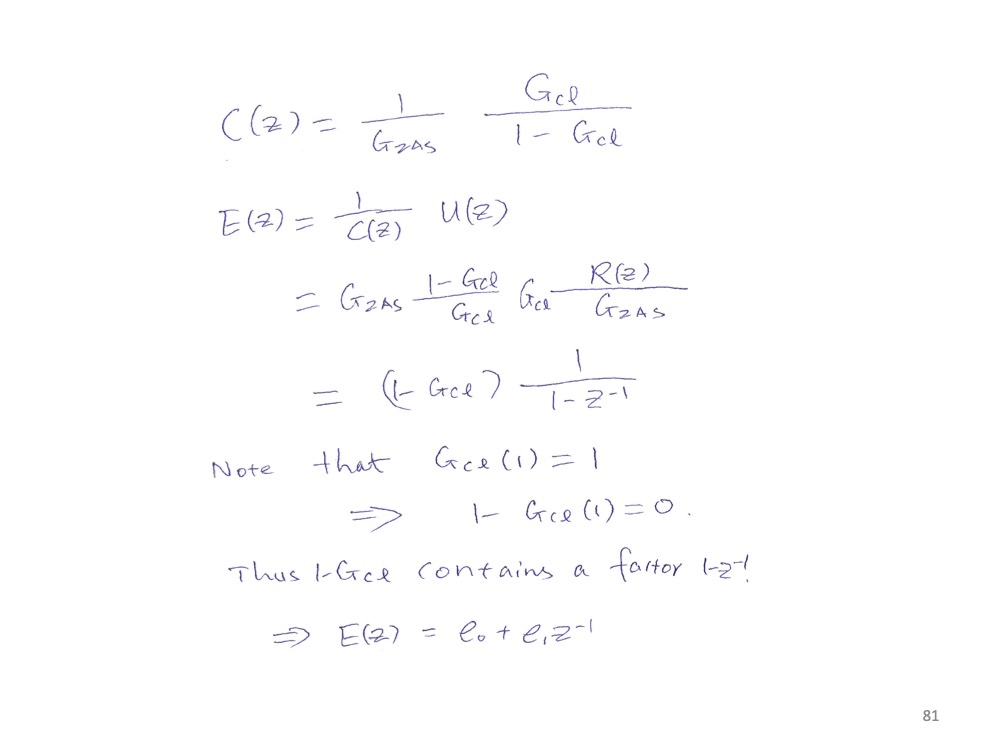 C(z) = 1/G_ZAS G_cl/(1 - G_cl)
E(z) = 1/C(z) U(z)
= G_ZAS (1 - G_cl)/G_cl G_cl R(z)/G_ZAS
= (1 - G_cl) 1/(1 - z^-1)
Note that G_cl(1) = 1
⇒ 1 - G_cl(1) = 0.
Thus 1-G_cl contains a factor 1-z^-1.
⇒ E(z) = e_0 + e_1 z^-1
81